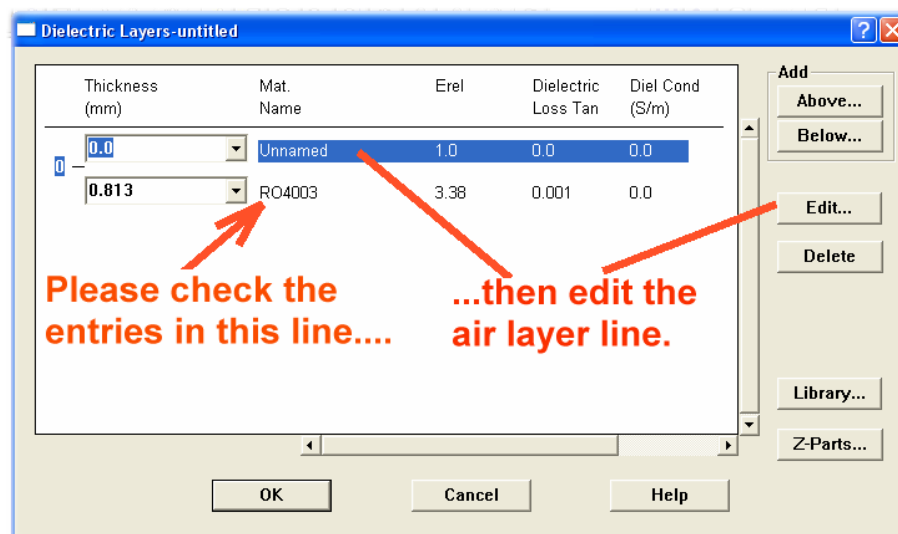 Dielectric Layers-untitled
Thickness (mm) Mat. Name Erel Dielectric Loss Tan Diel Cond (S/m)
0
0.0 Unnamed 1.0 0.0 0.0
0.813 RO4003 3.38 0.001 0.0
Please check the
entries in this line....
...then edit the
air layer line.
Add
Above...
Below...
Edit...
Delete
Library...
Z-Parts...
OK Cancel Help